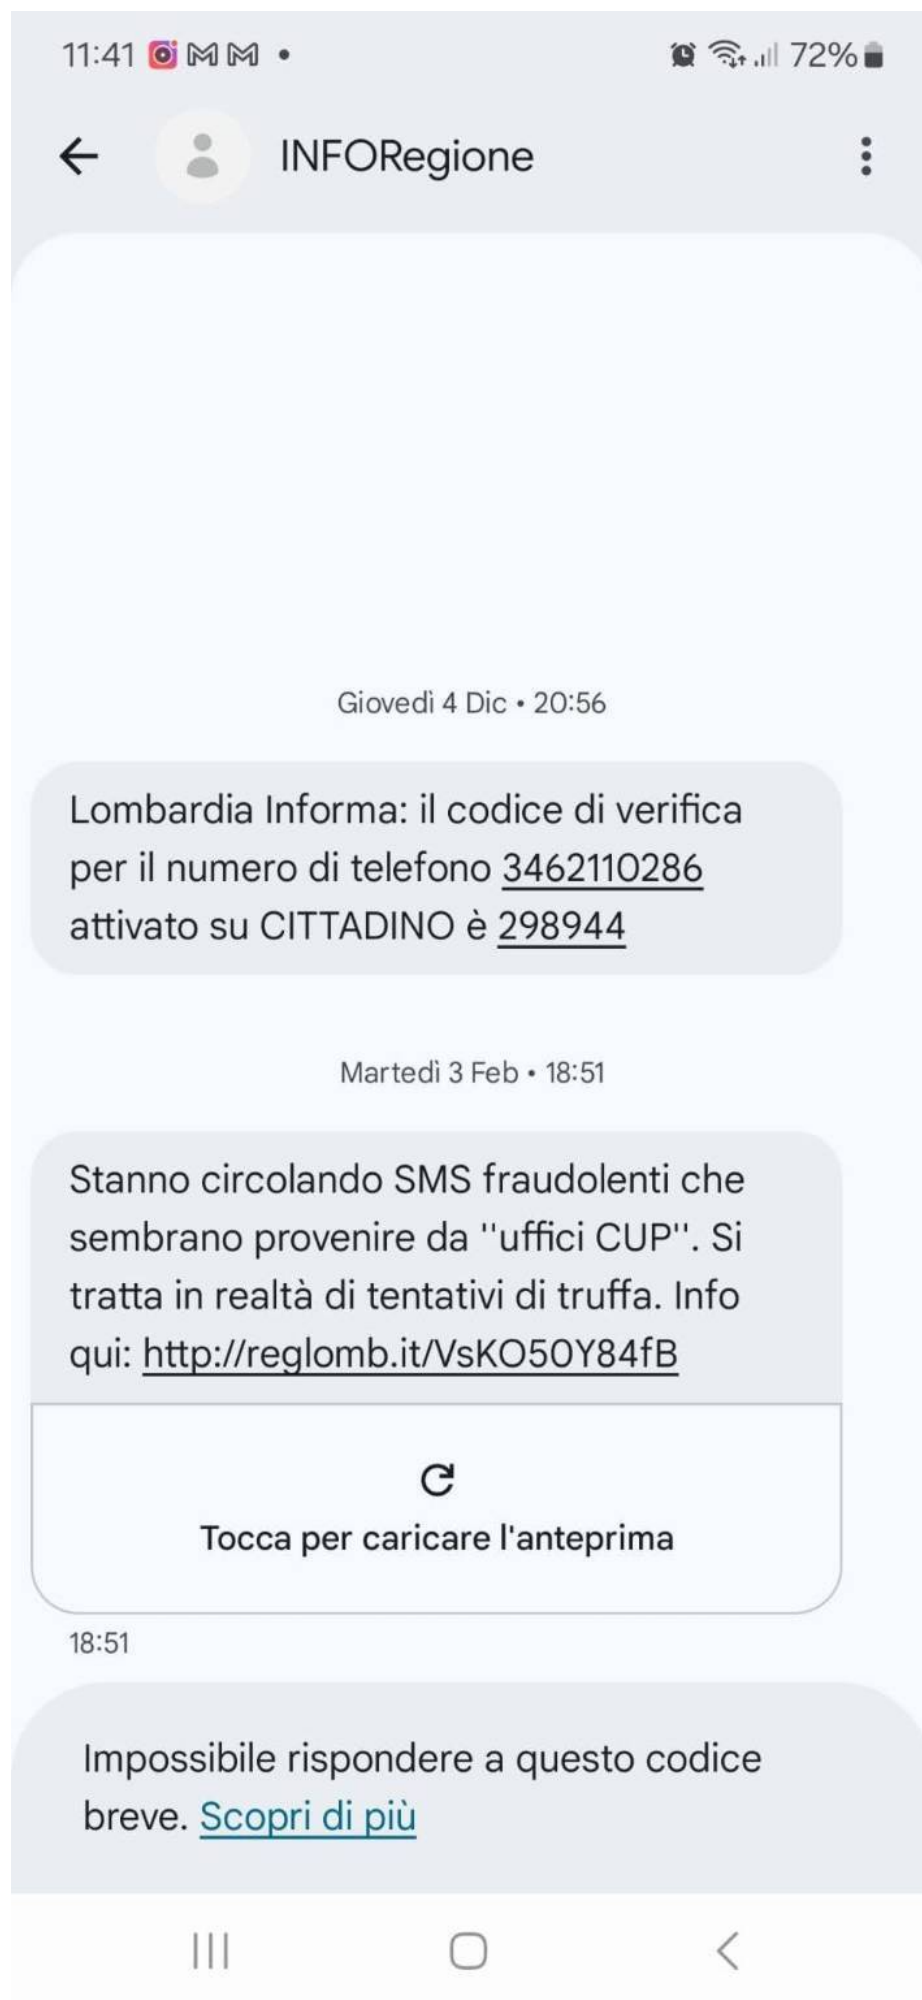 11:41 72%
INFORegione
Giovedì 4 Dic • 20:56
Lombardia Informa: il codice di verifica
per il numero di telefono 3462110286
attivato su CITTADINO è 298944
Martedì 3 Feb • 18:51
Stanno circolando SMS fraudolenti che
sembrano provenire da "uffici CUP". Si
tratta in realtà di tentativi di truffa. Info
qui: http://reglomb.it/VsKO5OY84fB
Tocca per caricare l'anteprima
18:51
Impossibile rispondere a questo codice
breve. Scopri di più